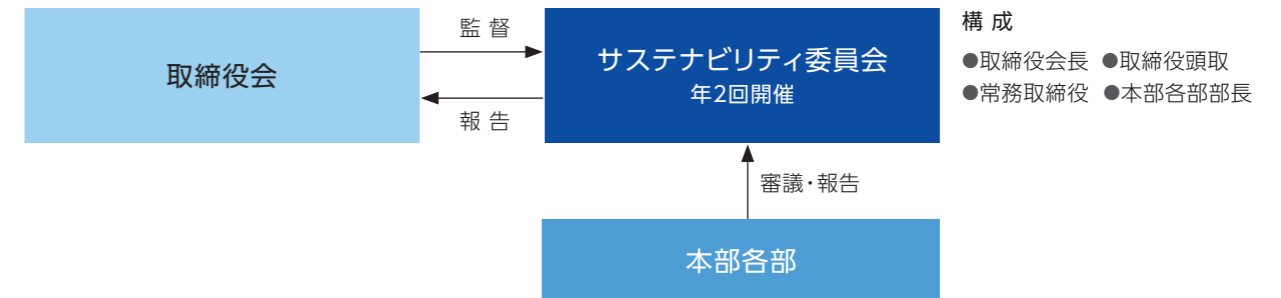 取締役会
監 督
報 告
サステナビリティ委員会
年2回開催
構 成
●取締役会長 ●取締役頭取
●常務取締役 ●本部各部部長
審議・報告
本部各部